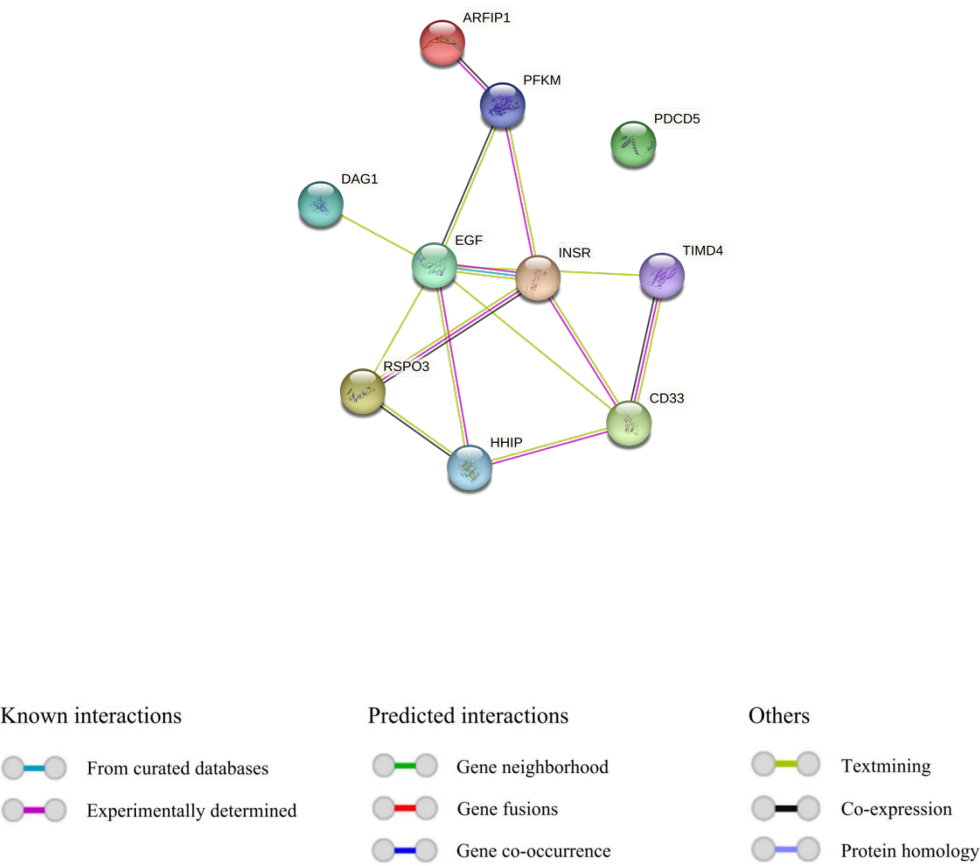 ARFIP1
PFKM
PDCD5
DAG1
EGF
INSR
TIMD4
RSPO3
CD33
HHIP
Known interactions
Predicted interactions
Others
From curated databases
Gene neighborhood
Textmining
Experimentally determined
Gene fusions
Co-expression
Gene co-occurrence
Protein homology